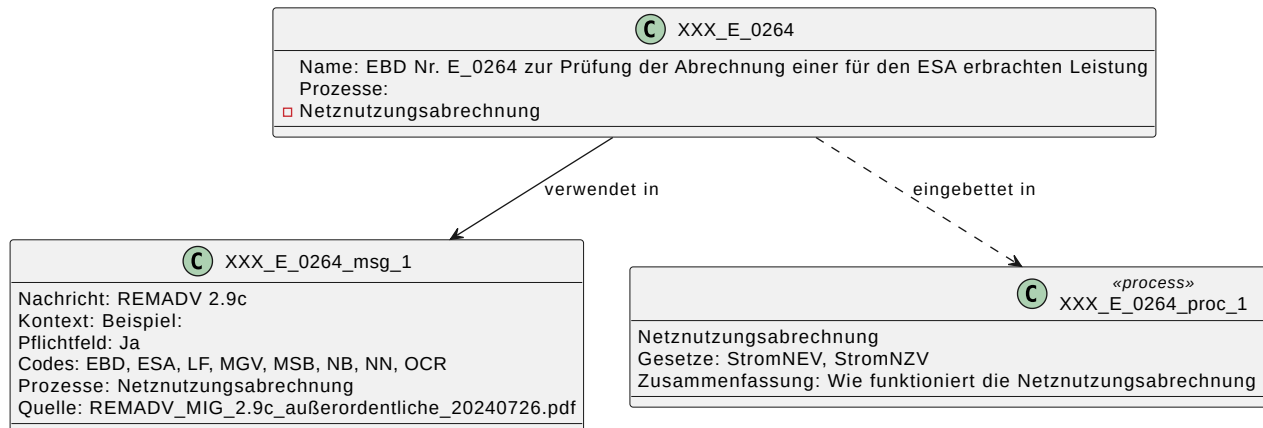 C XXX_E_0264
Name: EBD Nr. E_0264 zur Prüfung der Abrechnung einer für den ESA erbrachten Leistung
Prozesse:
Netznutzungsabrechnung
verwendet in
eingebettet in
C XXX_E_0264_msg_1
Nachricht: REMADV 2.9c
Kontext: Beispiel:
Pflichtfeld: Ja
Codes: EBD, ESA, LF, MGV, MSB, NB, NN, OCR
Prozesse: Netznutzungsabrechnung
Quelle: REMADV_MIG_2.9c_außerordentliche_20240726.pdf
«process»
C XXX_E_0264_proc_1
Netznutzungsabrechnung
Gesetze: StromNEV, StromNZV
Zusammenfassung: Wie funktioniert die Netznutzungsabrechnung